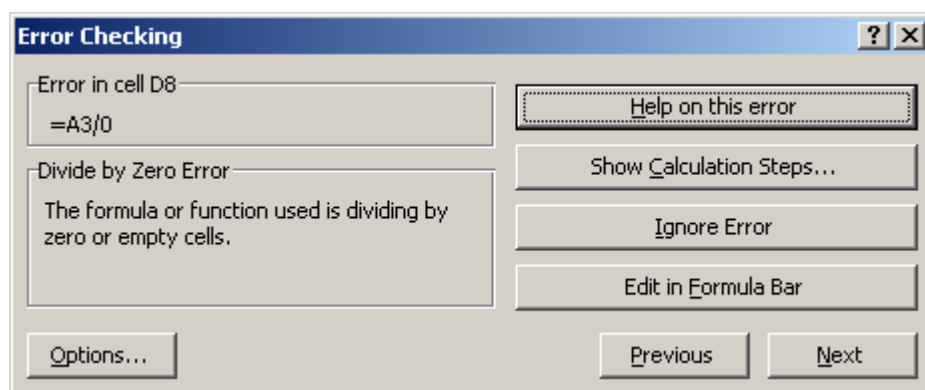 Error Checking
Error in cell D8
=A3/0
Divide by Zero Error
The formula or function used is dividing by
zero or empty cells.
Help on this error
Show Calculation Steps...
Ignore Error
Edit in Formula Bar
Options...
Previous
Next